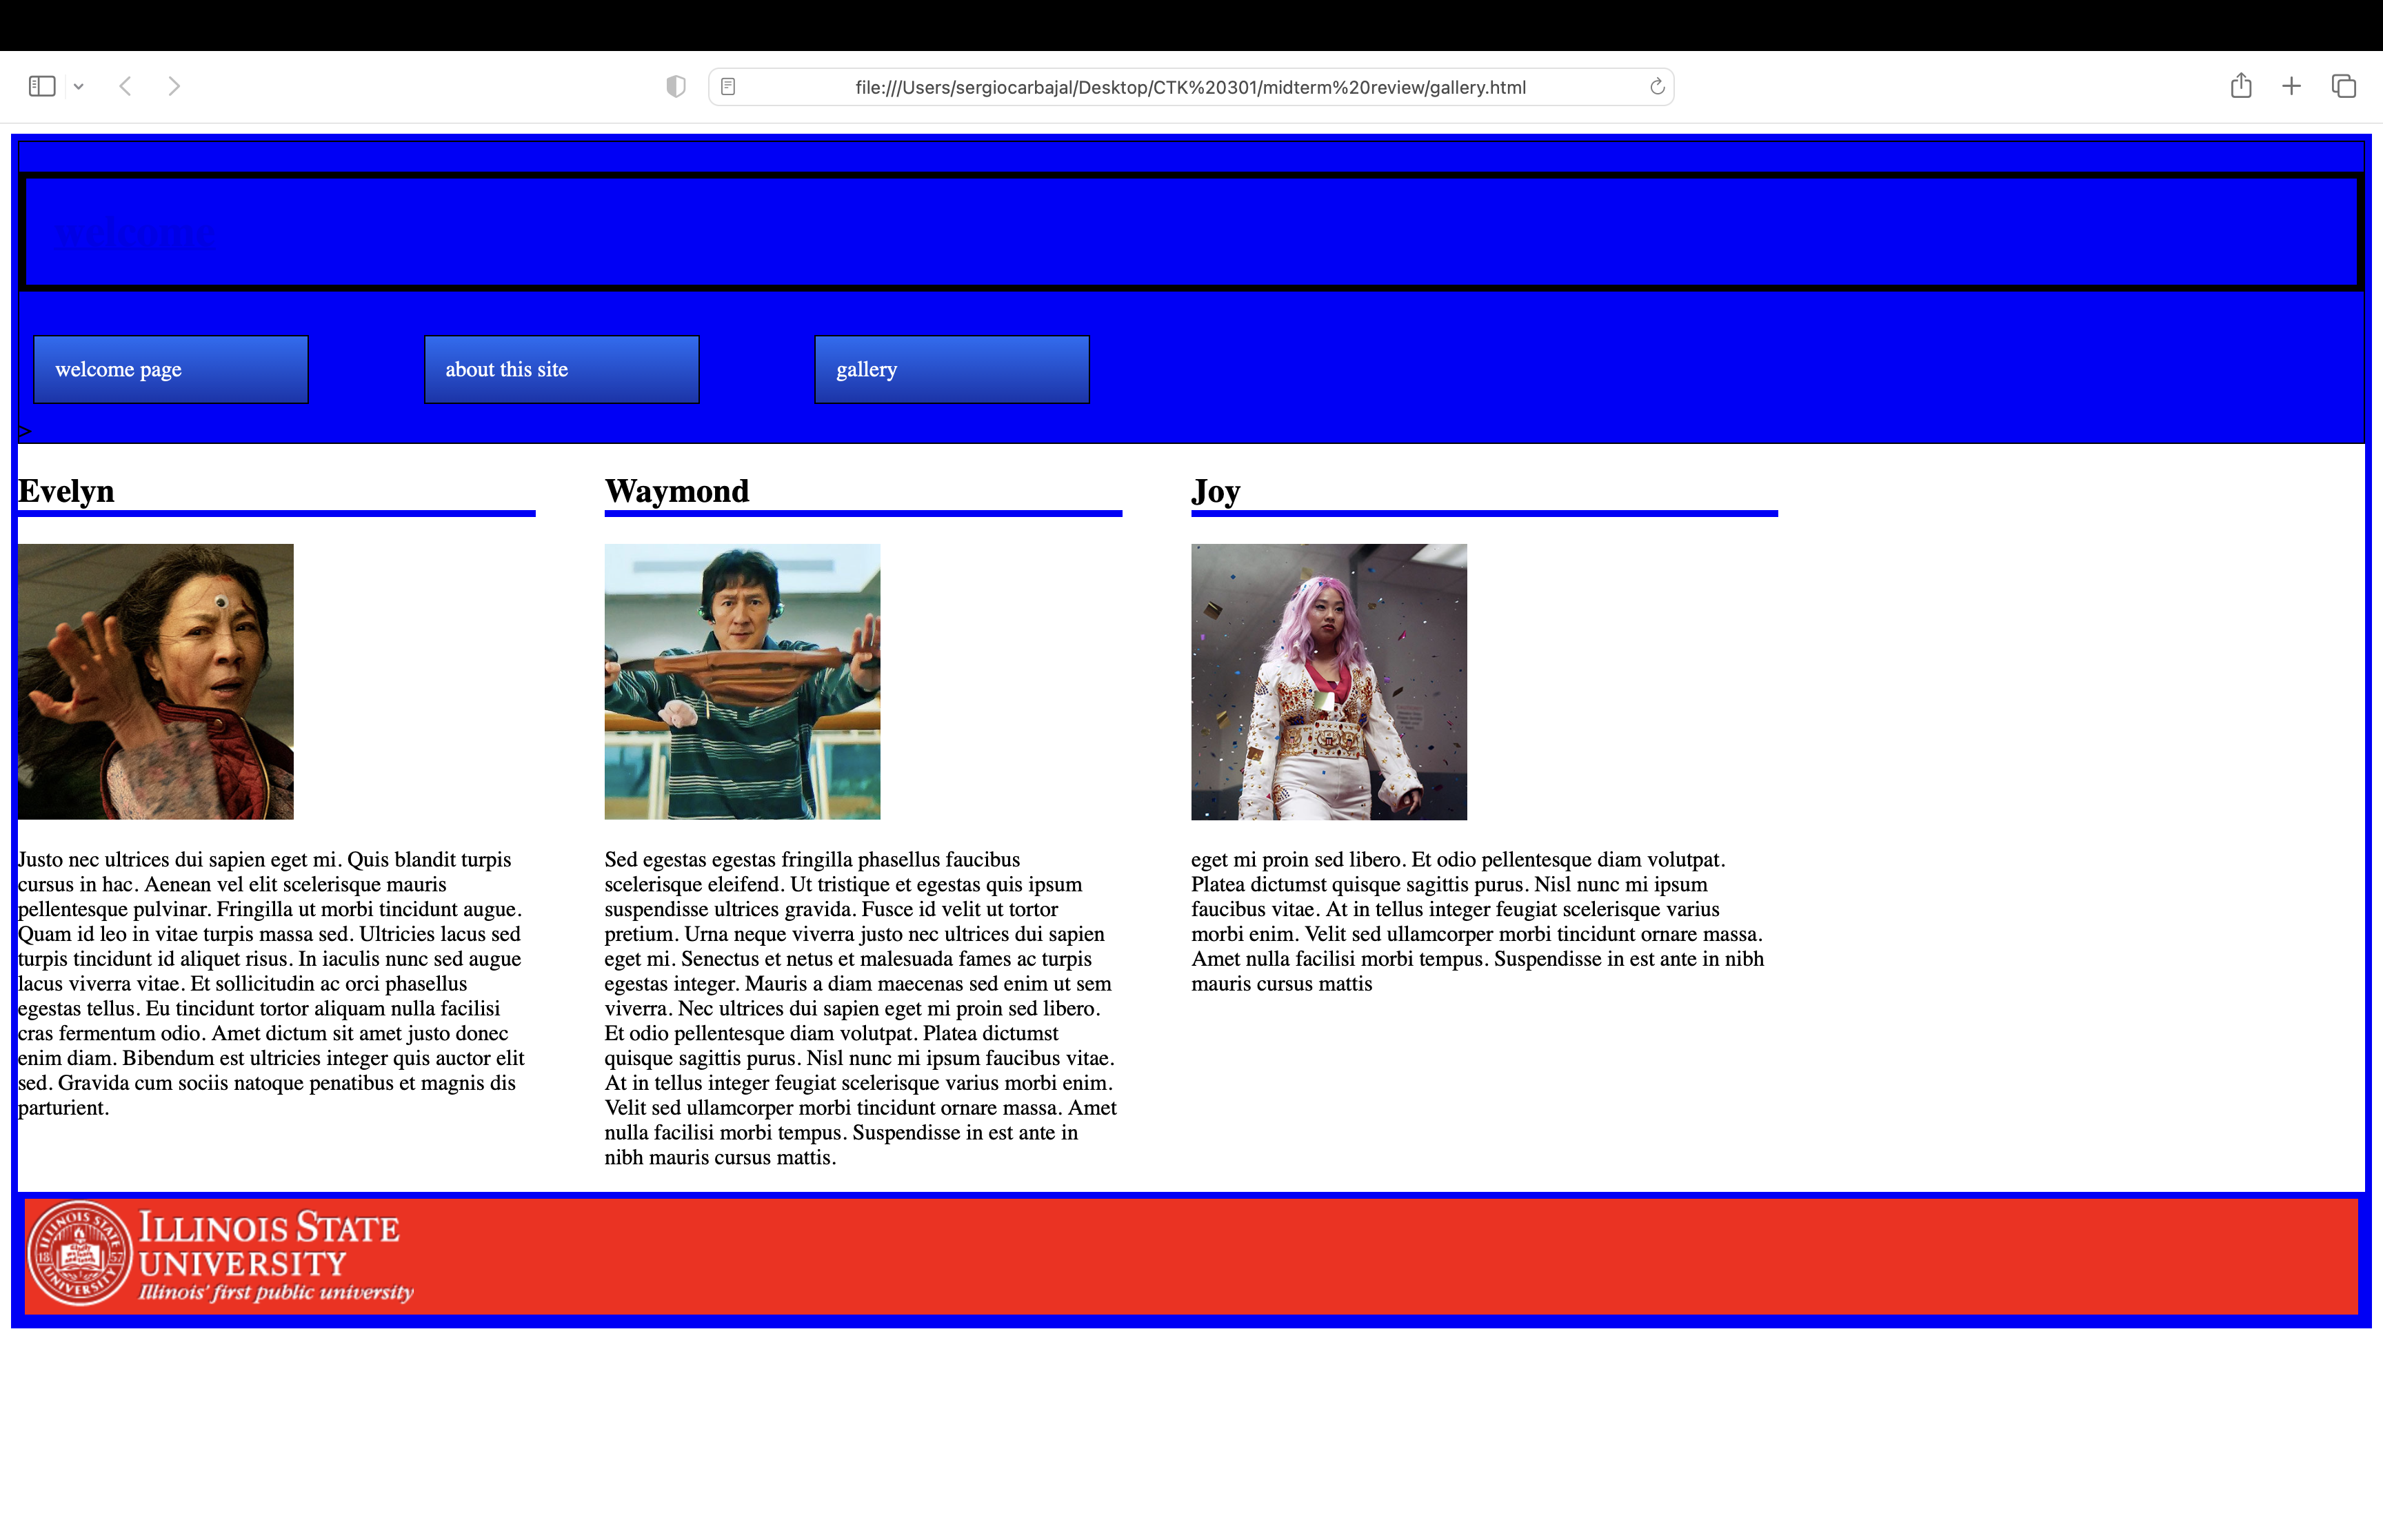 file:///Users/sergiocarbajal/Desktop/CTK%20301/midterm%20review/gallery.html
welcome
welcome page
about this site
gallery
>
Evelyn
Waymond
Joy
Justo nec ultrices dui sapien eget mi. Quis blandit turpis
cursus in hac. Aenean vel elit scelerisque mauris
pellentesque pulvinar. Fringilla ut morbi tincidunt augue.
Quam id leo in vitae turpis massa sed. Ultricies lacus sed
turpis tincidunt id aliquet risus. In iaculis nunc sed augue
lacus viverra vitae. Et sollicitudin ac orci phasellus
egestas tellus. Eu tincidunt tortor aliquam nulla facilisi
cras fermentum odio. Amet dictum sit amet justo donec
enim diam. Bibendum est ultricies integer quis auctor elit
sed. Gravida cum sociis natoque penatibus et magnis dis
parturient.
Sed egestas egestas fringilla phasellus faucibus
scelerisque eleifend. Ut tristique et egestas quis ipsum
suspendisse ultrices gravida. Fusce id velit ut tortor
pretium. Urna neque viverra justo nec ultrices dui sapien
eget mi. Senectus et netus et malesuada fames ac turpis
egestas integer. Mauris a diam maecenas sed enim ut sem
viverra. Nec ultrices dui sapien eget mi proin sed libero.
Et odio pellentesque diam volutpat. Platea dictumst
quisque sagittis purus. Nisl nunc mi ipsum faucibus vitae.
At in tellus integer feugiat scelerisque varius morbi enim.
Velit sed ullamcorper morbi tincidunt ornare massa. Amet
nulla facilisi morbi tempus. Suspendisse in est ante in
nibh mauris cursus mattis.
eget mi proin sed libero. Et odio pellentesque diam volutpat.
Platea dictumst quisque sagittis purus. Nisl nunc mi ipsum
faucibus vitae. At in tellus integer feugiat scelerisque varius
morbi enim. Velit sed ullamcorper morbi tincidunt ornare massa.
Amet nulla facilisi morbi tempus. Suspendisse in est ante in nibh
mauris cursus mattis
ILLINOIS STATE UNIVERSITY
18 57
ILLINOIS STATE
UNIVERSITY
Illinois' first public university